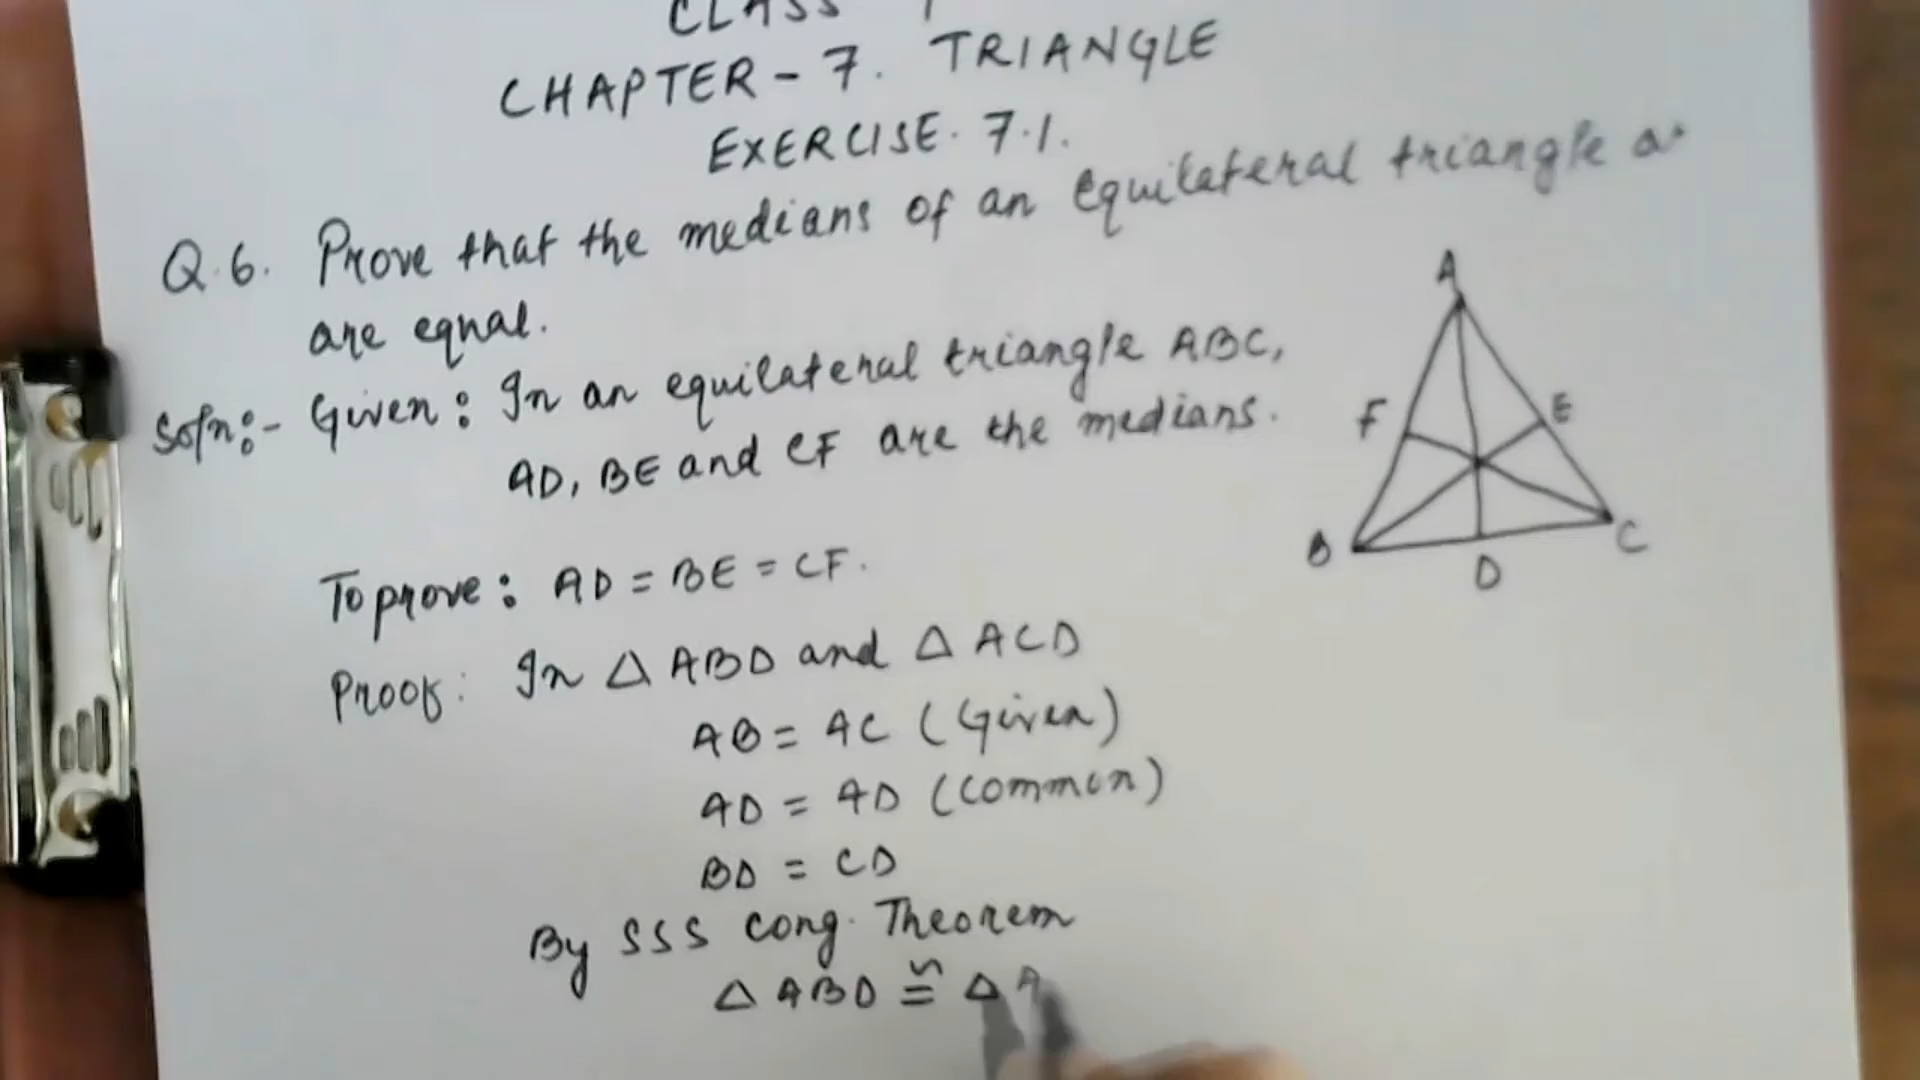 CLASS
CHAPTER - 7. TRIANGLE
EXERCISE. 7.1.
Q.6. Prove that the medians of an equilateral triangle
are equal.
Soln:- Given: In an equilateral triangle ABC,
AD, BE and CF are the medians.
To prove: AD = BE = CF.
Proof: In △ ABD and △ ACD
AB = AC (Given)
AD = AD (Common)
BD = CD
By SSS Cong. Theorem
△ ABD ≅ △ A
A
F
E
B
D
C